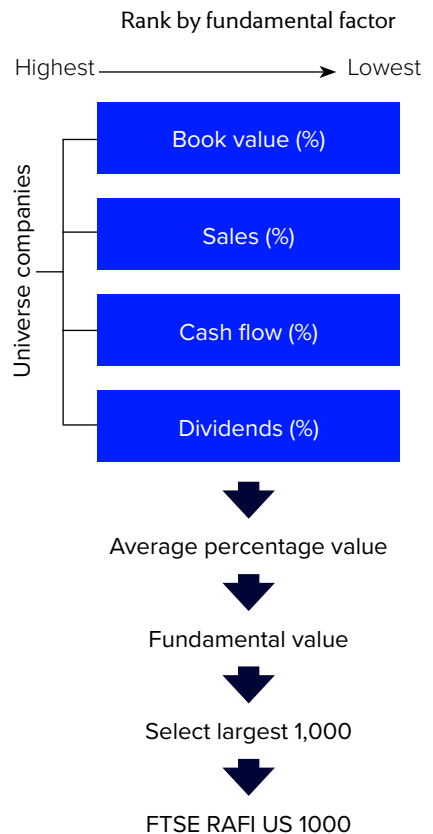 Rank by fundamental factor
Highest
Lowest
Universe companies
Book value (%)
Sales (%)
Cash flow (%)
Dividends (%)
Average percentage value
Fundamental value
Select largest 1,000
FTSE RAFI US 1000